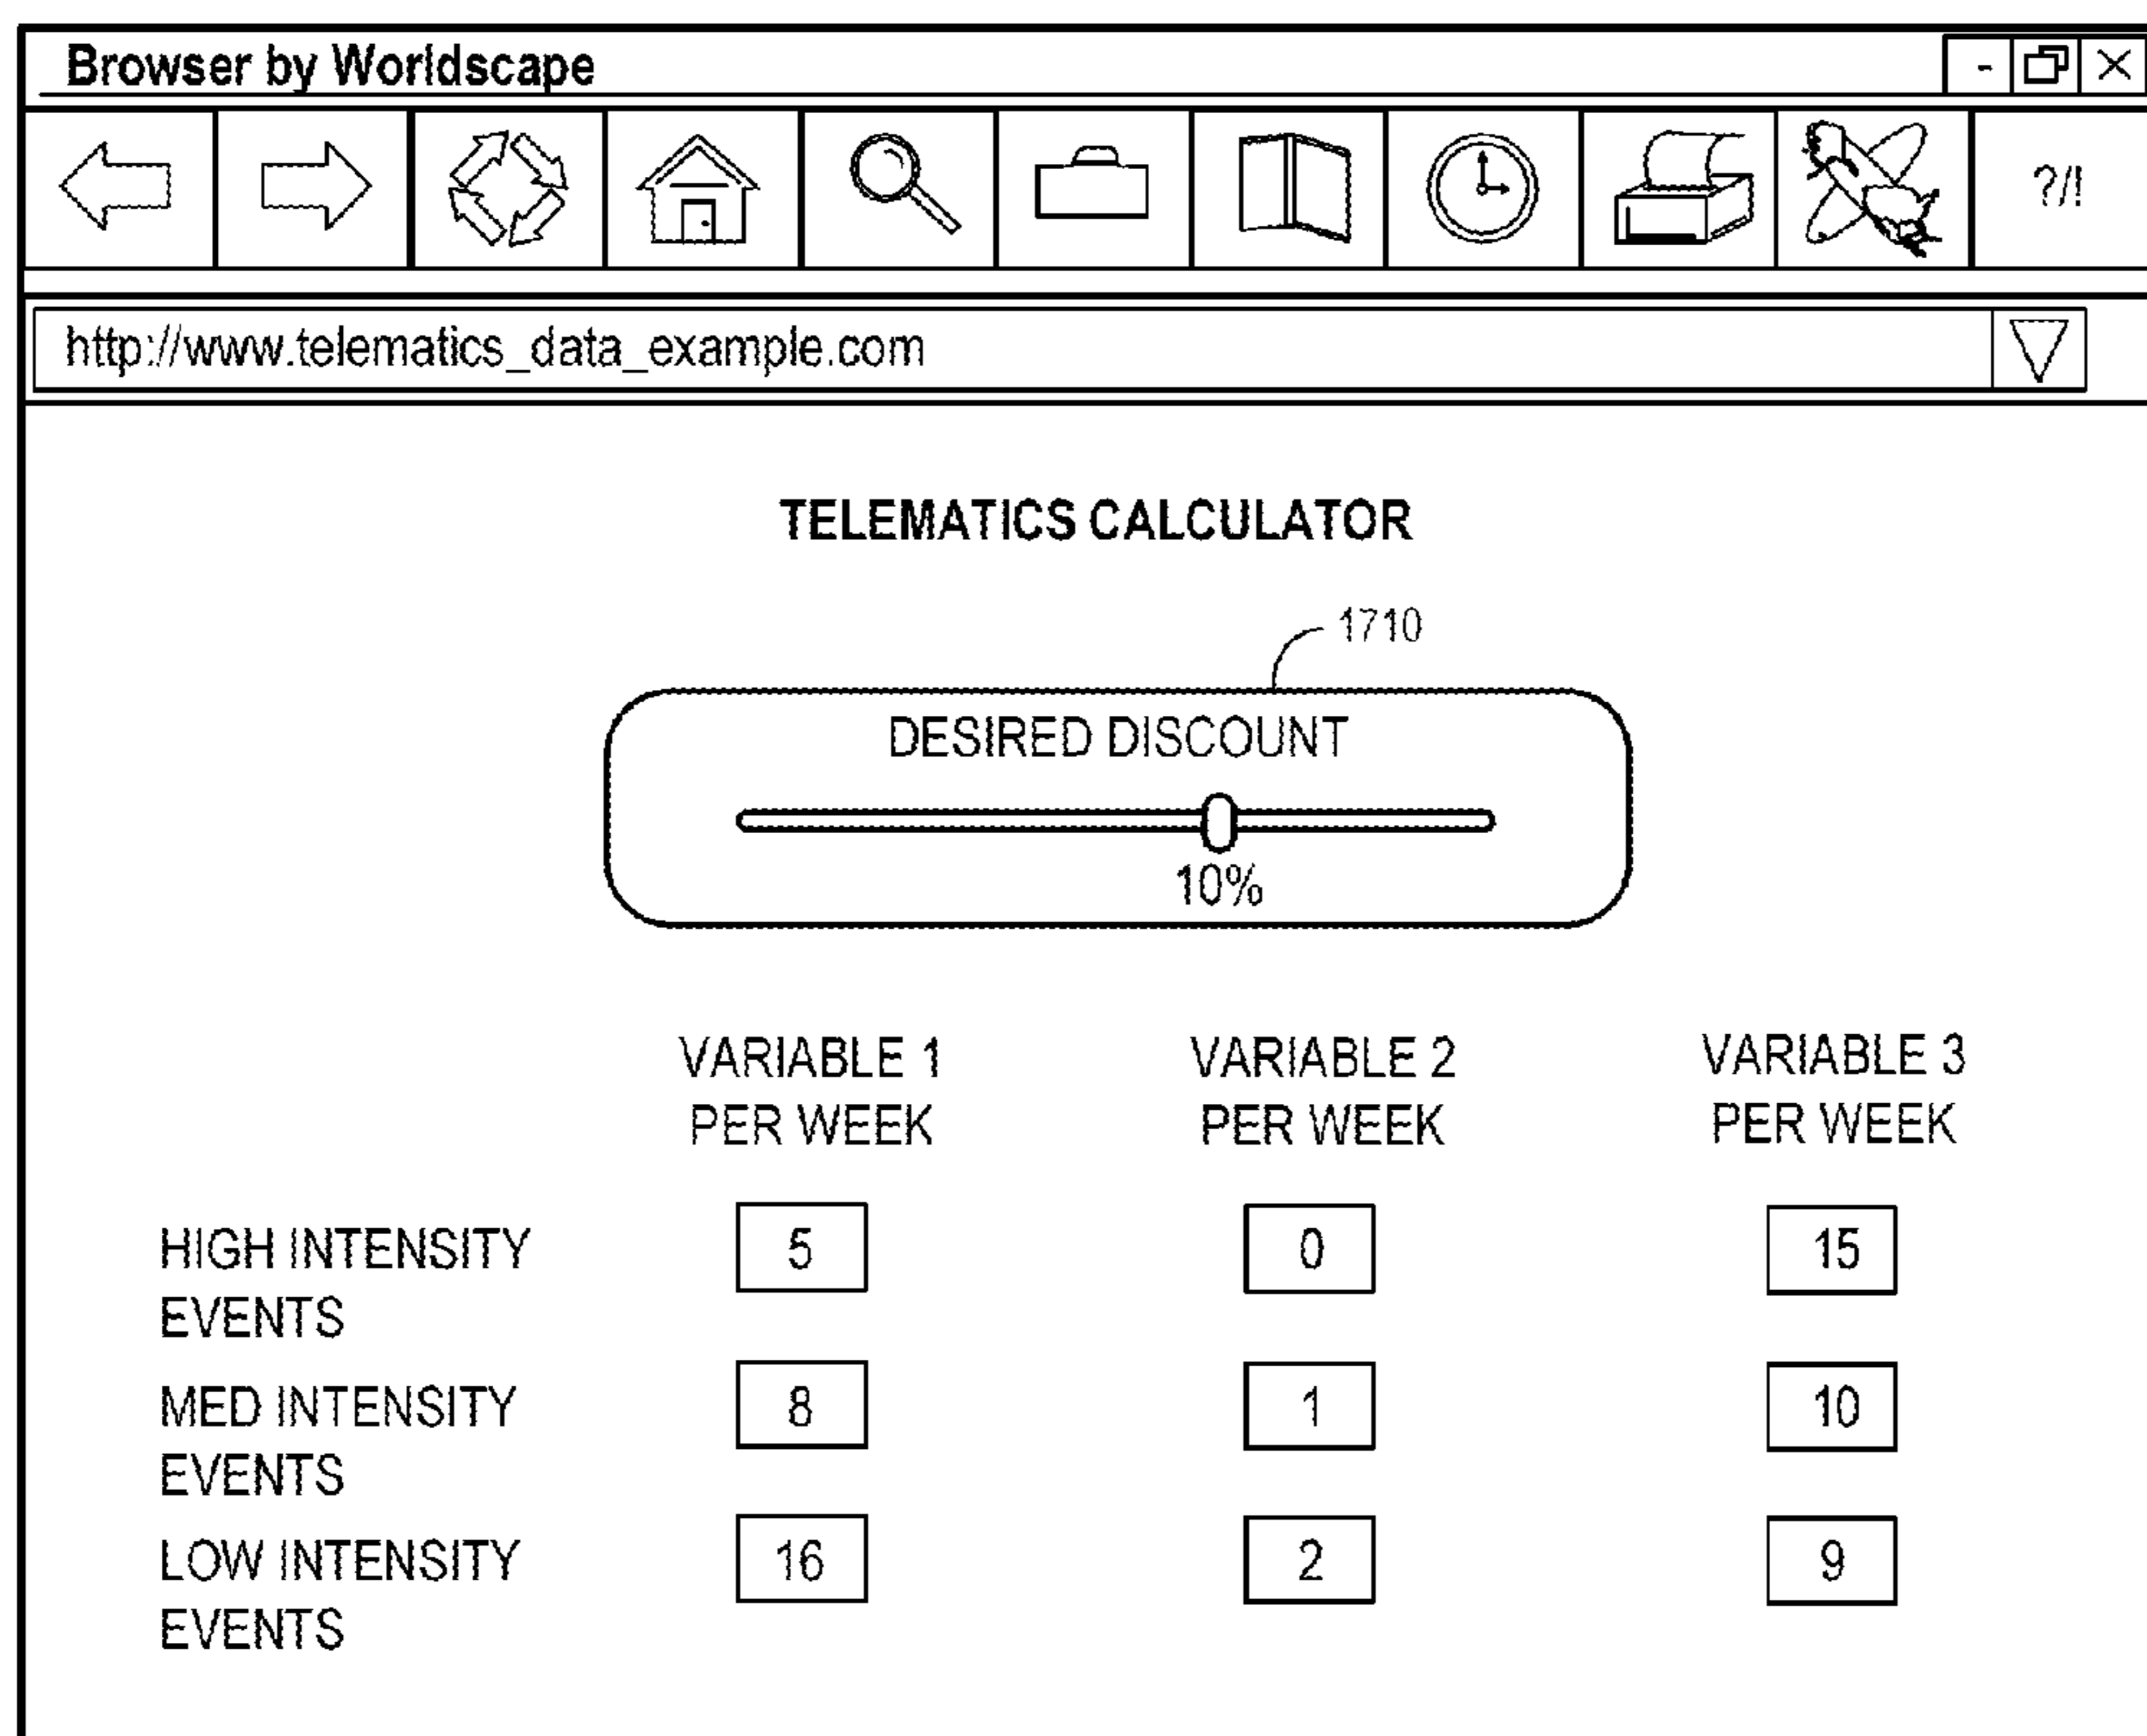 Browser by Worldscape
- ×
?/!
http://www.telematics_data_example.com
TELEMATICS CALCULATOR
1710
DESIRED DISCOUNT
10%
VARIABLE 1 VARIABLE 2 VARIABLE 3
PER WEEK PER WEEK PER WEEK
HIGH INTENSITY 5 0 15
EVENTS
MED INTENSITY 8 1 10
EVENTS
LOW INTENSITY 16 2 9
EVENTS